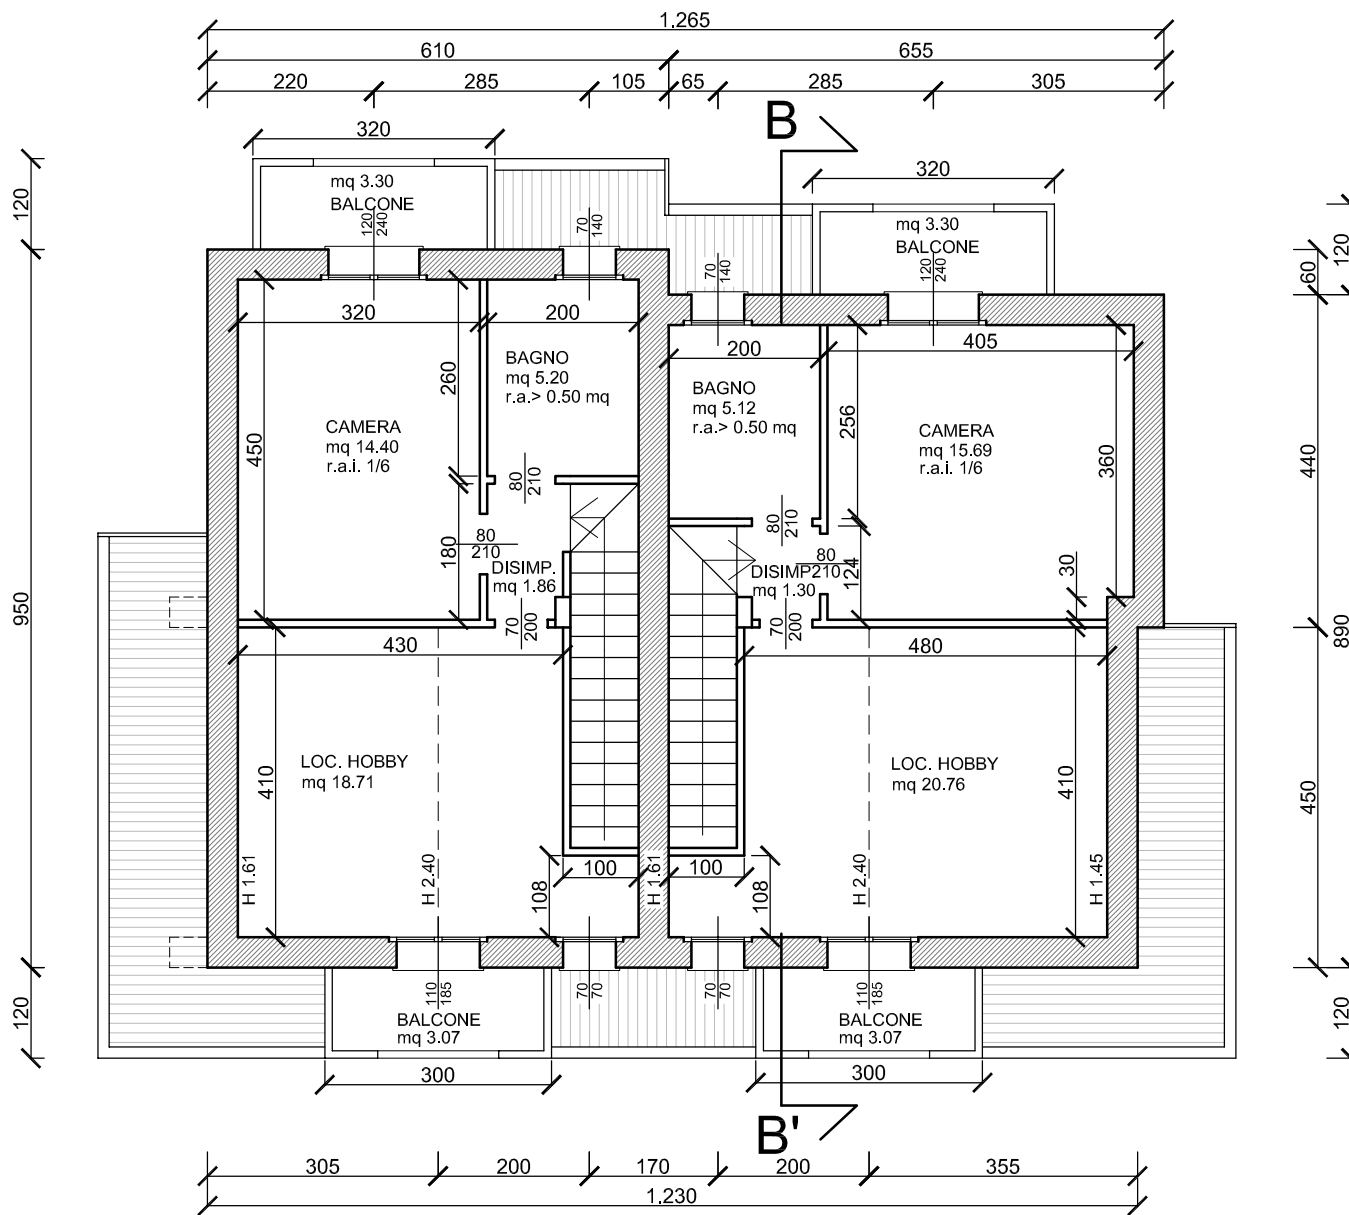 1.265
610 655
220 285 105 65 285 305
B
320
320
mq 3.30
BALCONE
120
240
70
140
mq 3.30
BALCONE
120
240
70
140
120
120
60
320 200
200 405
BAGNO
mq 5.20
r.a.> 0.50 mq
BAGNO
mq 5.12
r.a.> 0.50 mq
260
256
CAMERA
mq 14.40
r.a.i. 1/6
CAMERA
mq 15.69
r.a.i. 1/6
450
360
440
80
210
80
210
80
210
180
DISIMP.
mq 1.86
DISIMP
mq 1.30
80
210
124
30
950
890
70
200
70
200
430
480
LOC. HOBBY
mq 18.71
LOC. HOBBY
mq 20.76
410
410
450
H 1.61
H 2.40
H 1.61
H 2.40
H 1.45
100
100
108
108
110
185
70
70
70
70
110
185
120
120
BALCONE
mq 3.07
BALCONE
mq 3.07
300
300
B'
305 200 170 200 355
1.230